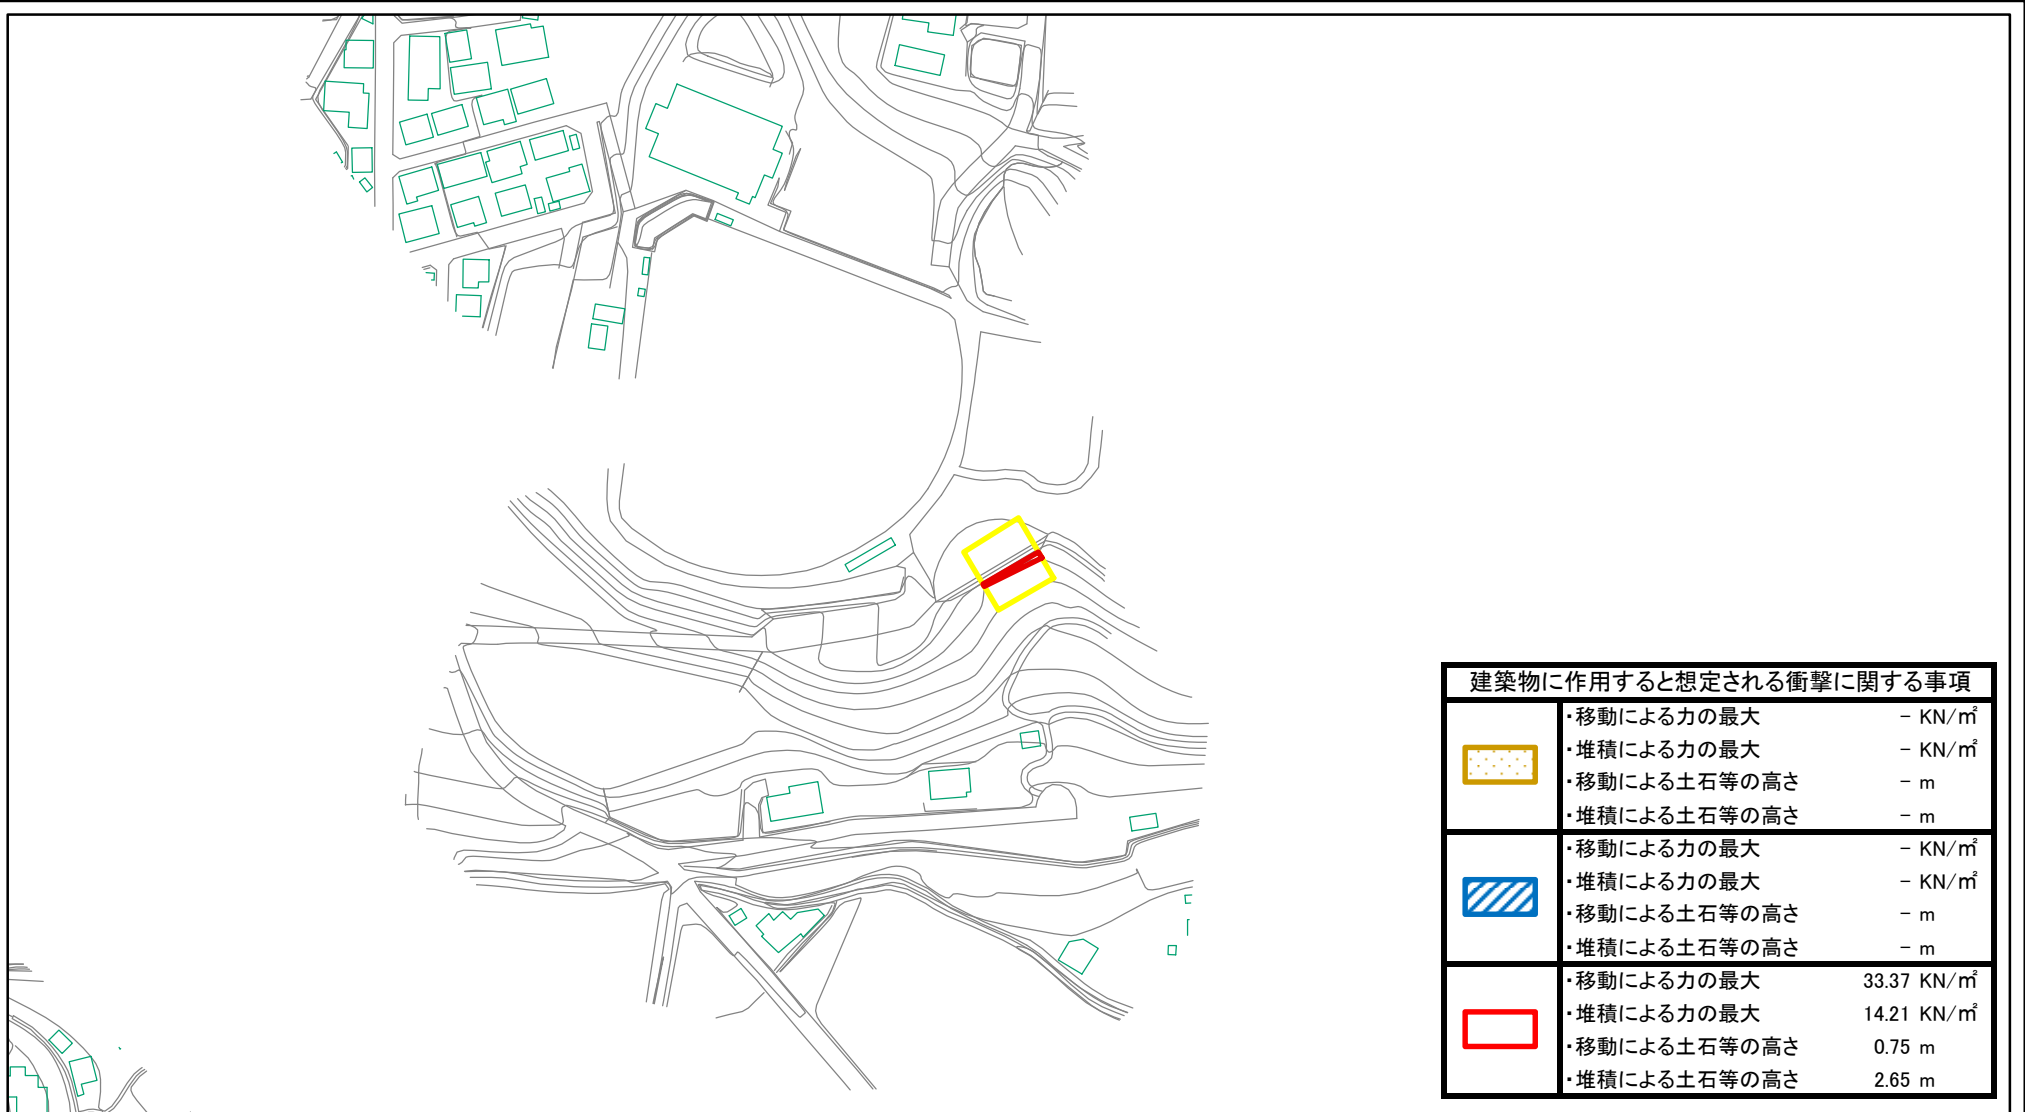 建築物に作用すると想定される衝撃に関する事項
・移動による力の最大 － KN/㎡
・堆積による力の最大 － KN/㎡
・移動による土石等の高さ － m
・堆積による土石等の高さ － m
・移動による力の最大 － KN/㎡
・堆積による力の最大 － KN/㎡
・移動による土石等の高さ － m
・堆積による土石等の高さ － m
・移動による力の最大 33.37 KN/㎡
・堆積による力の最大 14.21 KN/㎡
・移動による土石等の高さ 0.75 m
・堆積による土石等の高さ 2.65 m